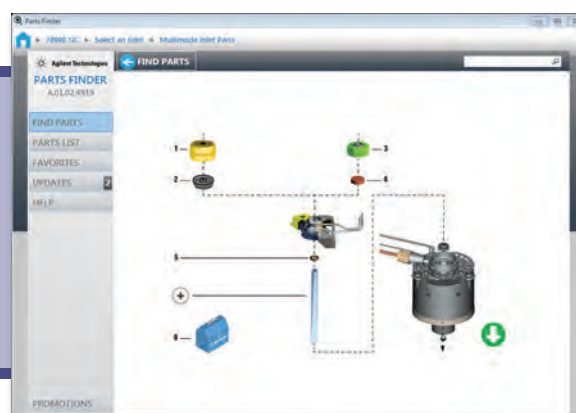 Parts Finder
7890B GC » Select an Inlet » Multimode Inlet Parts
Agilent Technologies
FIND PARTS
PARTS FINDER
A.01.02.4919
FIND PARTS
PARTS LIST
FAVORITES
UPDATES 2
HELP
1
3
2
4
5
+
6
PROMOTIONS